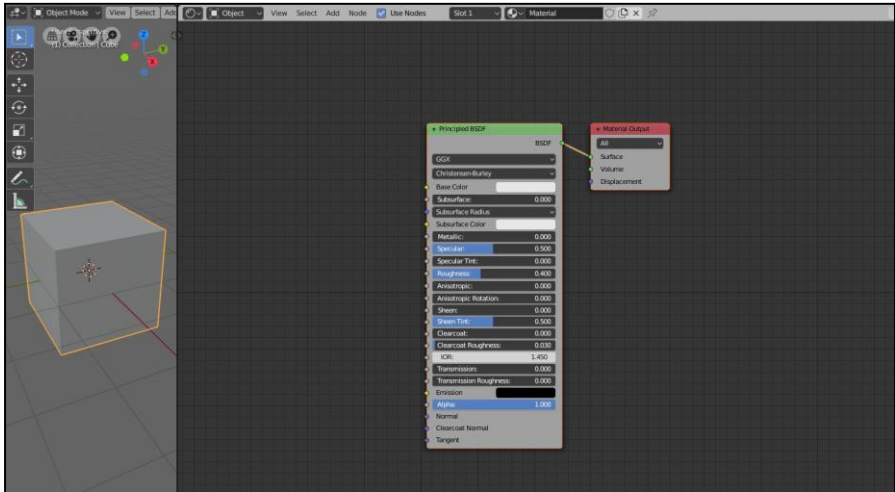 Object Mode View Select Add
Object View Select Add Node Use Nodes Slot 1 Material
(1) Collection | Cube
Principled BSDF
BSDF
GGX
Christensen-Burley
Base Color
Subsurface: 0.000
Subsurface Radius
Subsurface Color
Metallic: 0.000
Specular: 0.500
Specular Tint: 0.000
Roughness: 0.400
Anisotropic: 0.000
Anisotropic Rotation: 0.000
Sheen: 0.000
Sheen Tint: 0.500
Clearcoat: 0.000
Clearcoat Roughness: 0.030
IOR: 1.450
Transmission: 0.000
Transmission Roughness: 0.000
Emission
Alpha: 1.000
Normal
Clearcoat Normal
Tangent
Material Output
All
Surface
Volume
Displacement
Z
Y
X